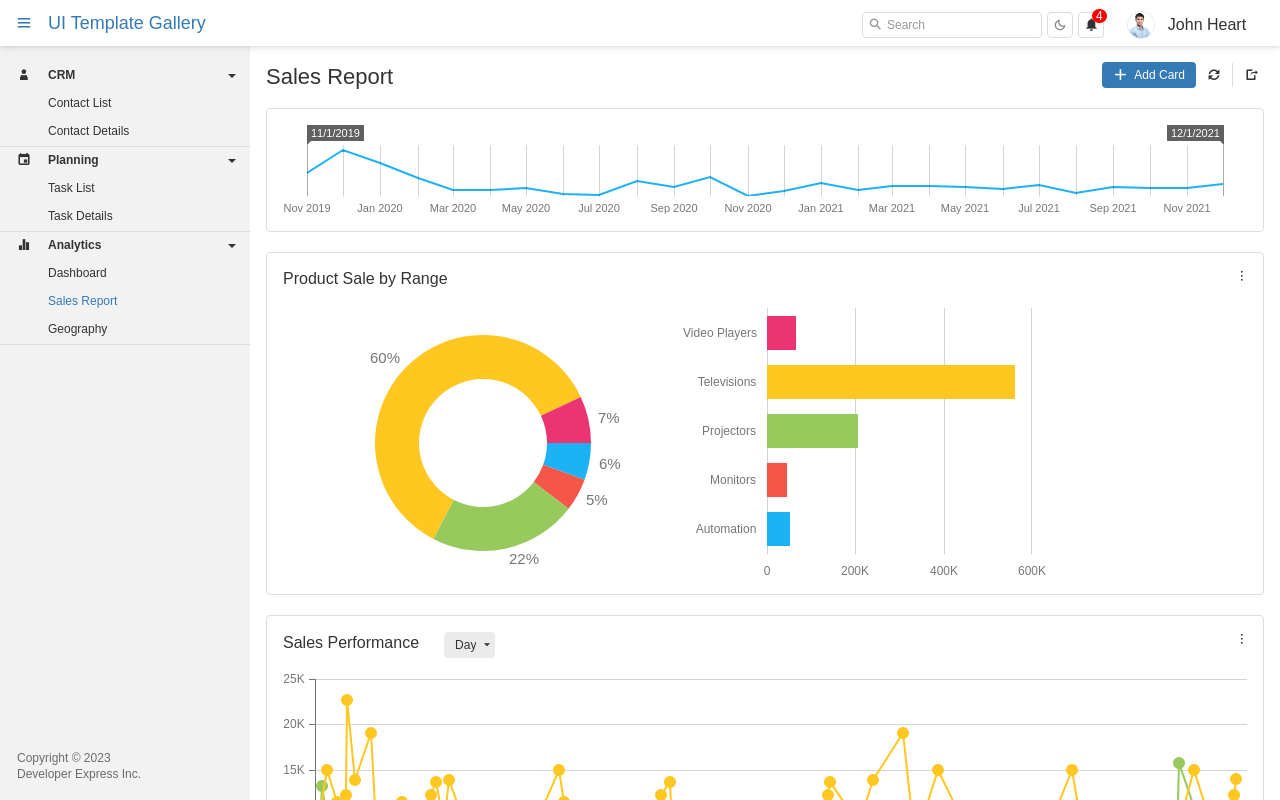 UI Template Gallery
Search
4
John Heart
CRM
Contact List
Contact Details
Planning
Task List
Task Details
Analytics
Dashboard
Sales Report
Geography
Copyright © 2023
Developer Express Inc.
Sales Report
Add Card
11/1/2019
12/1/2021
Nov 2019 Jan 2020 Mar 2020 May 2020 Jul 2020 Sep 2020 Nov 2020 Jan 2021 Mar 2021 May 2021 Jul 2021 Sep 2021 Nov 2021
Product Sale by Range
60%
7%
6%
5%
22%
Video Players
Televisions
Projectors
Monitors
Automation
0 200K 400K 600K
Sales Performance
Day
25K
20K
15K